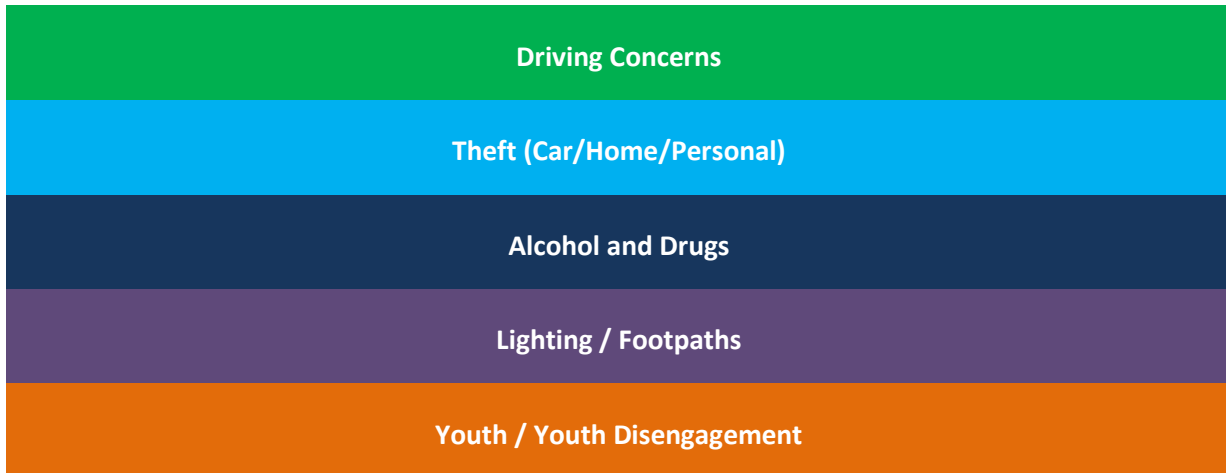 Driving Concerns
Theft (Car/Home/Personal)
Alcohol and Drugs
Lighting / Footpaths
Youth / Youth Disengagement